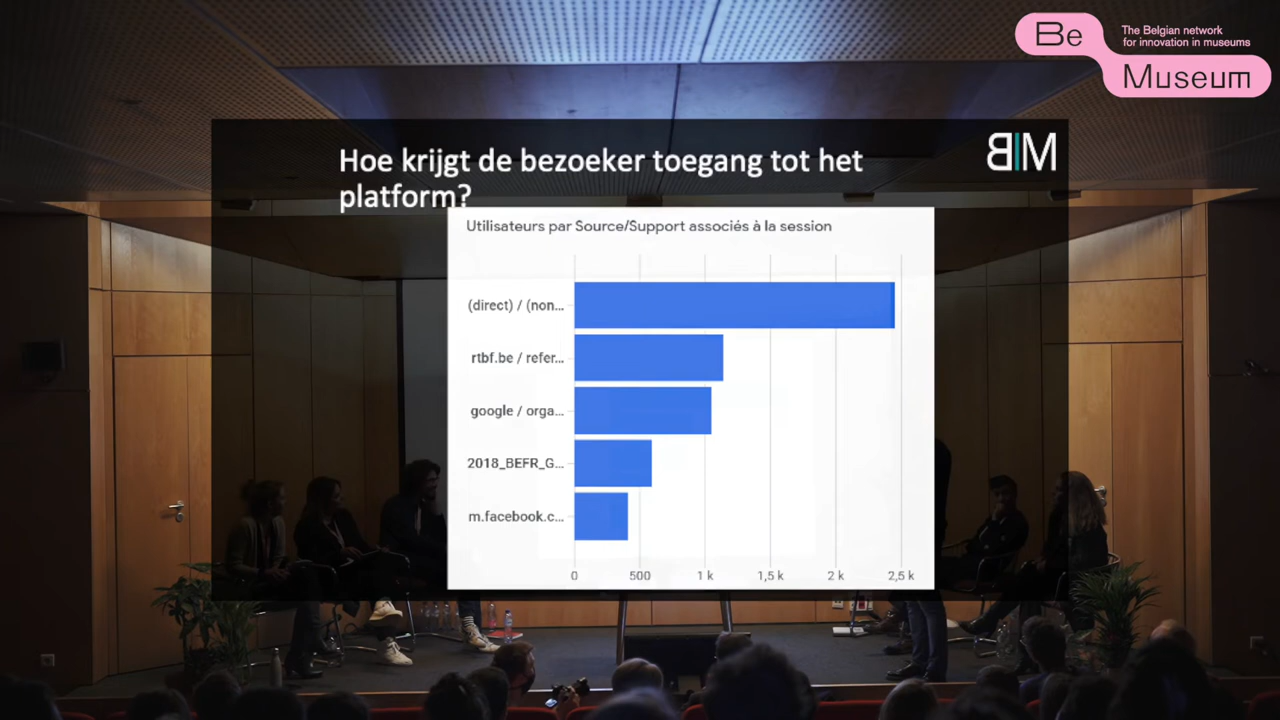 Be
Museum
The Belgian network
for innovation in museums
Hoe krijgt de bezoeker toegang tot het
platform?
BIM
Utilisateurs par Source/Support associés à la session
(direct) / (non...
rtbf.be / refer...
google / orga...
2018_BEFR_G...
m.facebook.c...
0 500 1 k 1,5 k 2 k 2,5 k